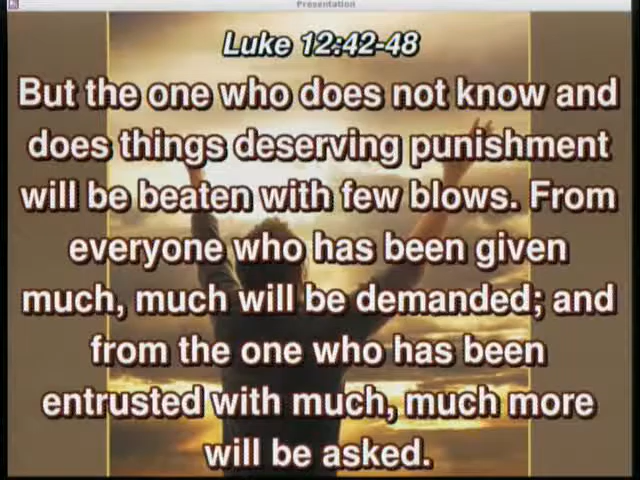 Presentation
Luke 12:42-48
But the one who does not know and
does things deserving punishment
will be beaten with few blows. From
everyone who has been given
much, much will be demanded; and
from the one who has been
entrusted with much, much more
will be asked.